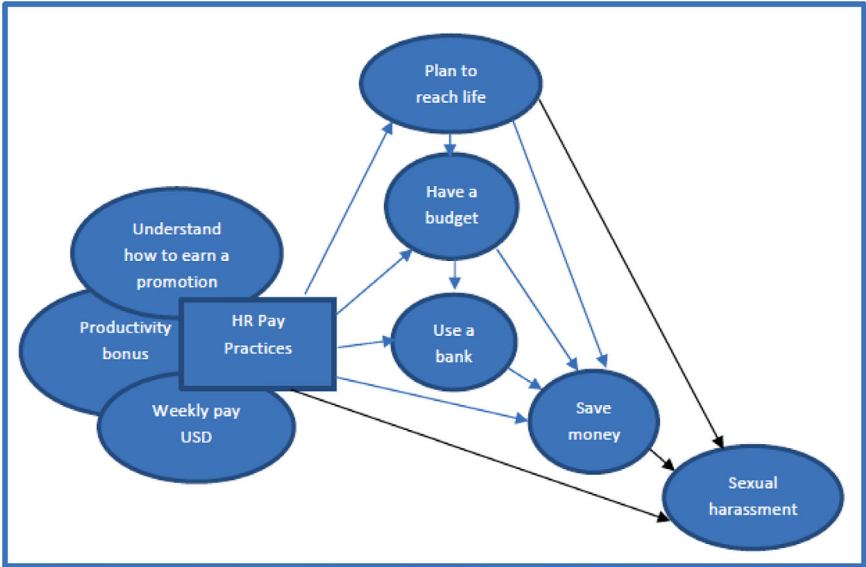 Plan to
reach life
Have a
budget
Understand
how to earn a
promotion
HR Pay
Practices
Productivity
bonus
Use a
bank
Weekly pay
USD
Save
money
Sexual
harassment